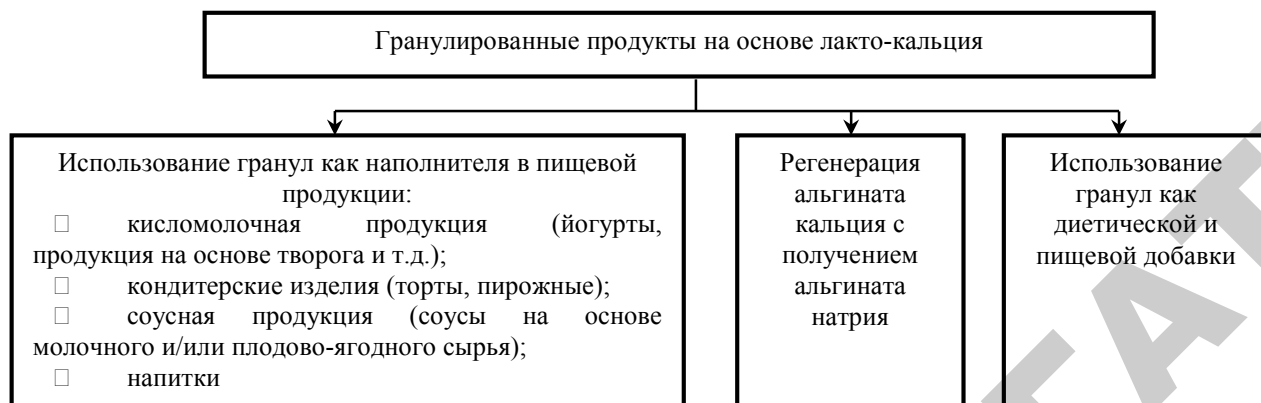 Гранулированные продукты на основе лакто-кальция
Использование гранул как наполнителя в пищевой
продукции:
□ кисломолочная продукция (йогурты,
продукция на основе творога и т.д.);
□ кондитерские изделия (торты, пирожные);
□ соусная продукция (соусы на основе
молочного и/или плодово-ягодного сырья);
□ напитки
Регенерация
альгината
кальция с
получением
альгината
натрия
Использование
гранул как
диетической и
пищевой добавки